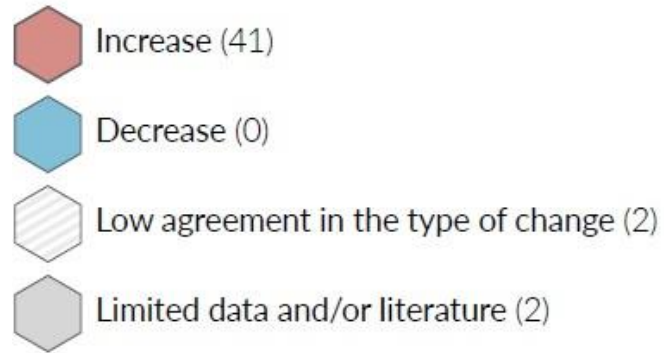 Increase (41)
Decrease (0)
Low agreement in the type of change (2)
Limited data and/or literature (2)